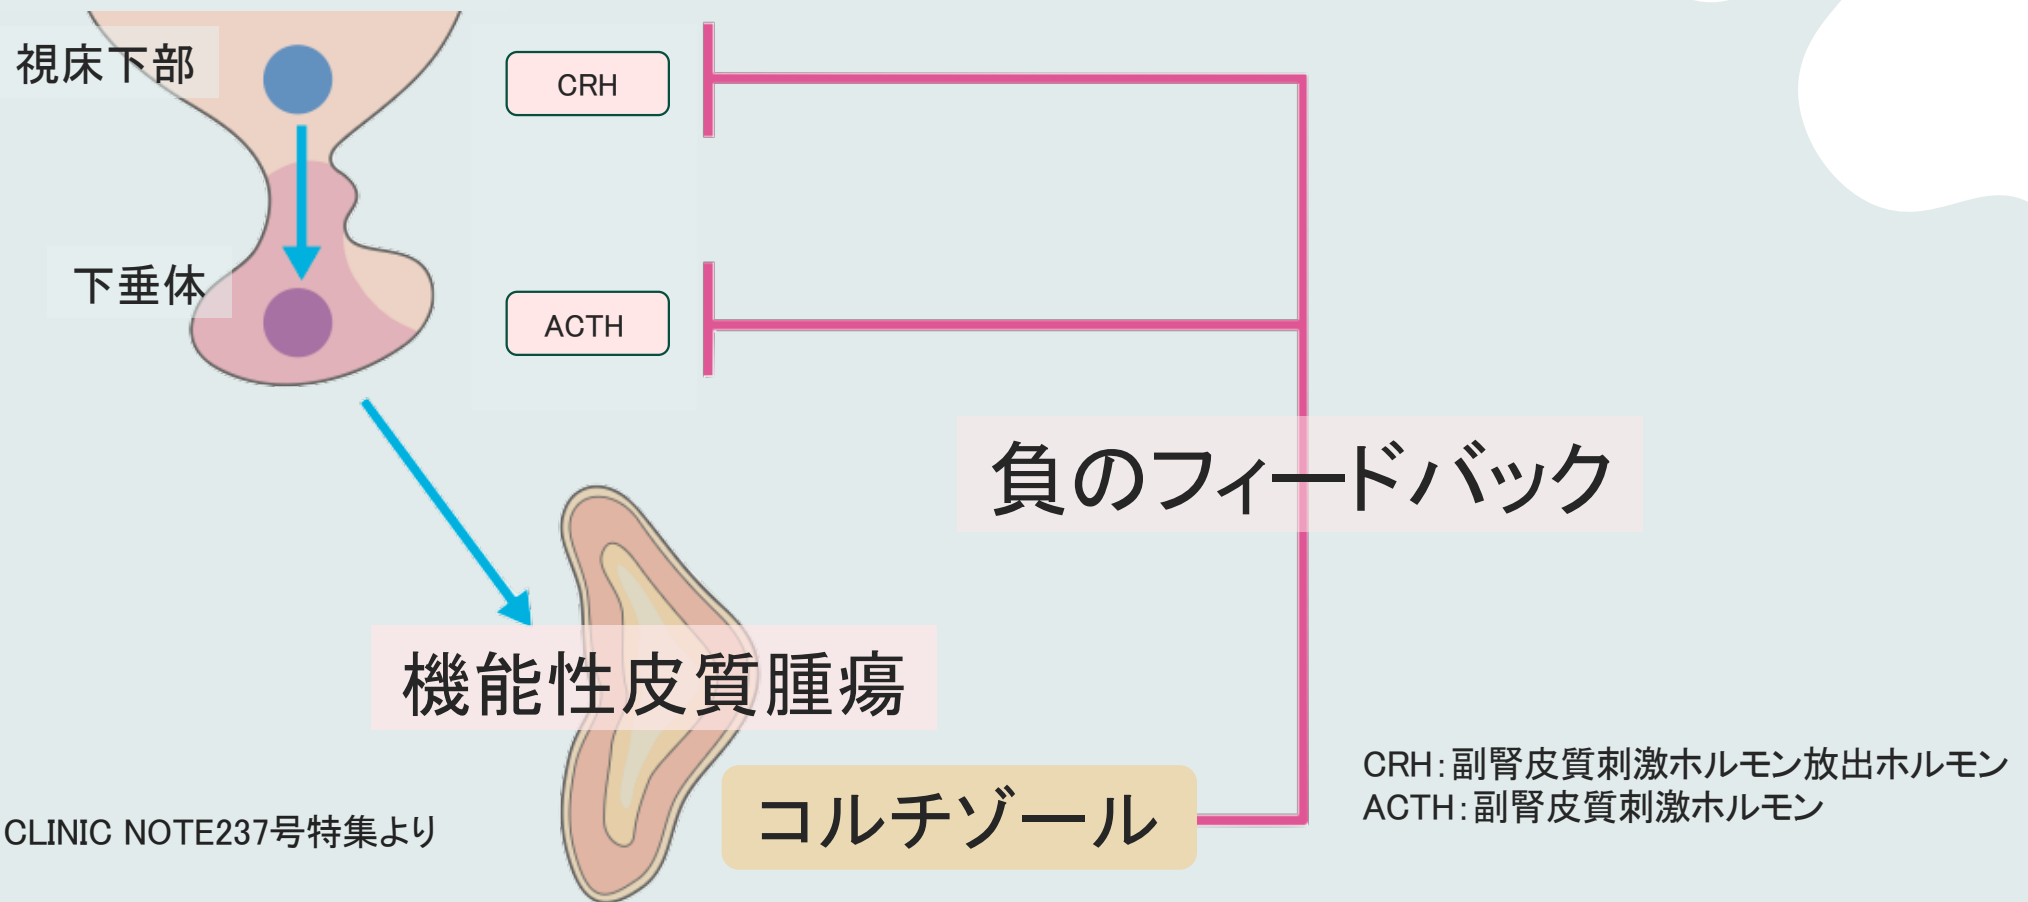 視床下部
CRH
下垂体
ACTH
負のフィードバック
機能性皮質腫瘍
コルチゾール
CRH：副腎皮質刺激ホルモン放出ホルモン
ACTH：副腎皮質刺激ホルモン
CLINIC NOTE237号特集より